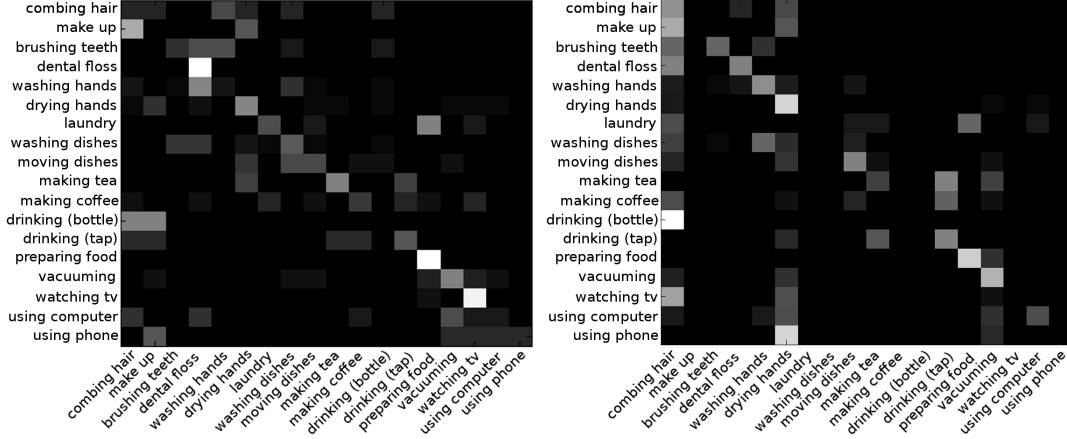 combing hair
make up
brushing teeth
dental floss
washing hands
drying hands
laundry
washing dishes
moving dishes
making tea
making coffee
drinking (bottle)
drinking (tap)
preparing food
vacuuming
watching tv
using computer
using phone
combing hair
make up
brushing teeth
dental floss
washing hands
drying hands
laundry
washing dishes
moving dishes
making tea
making coffee
drinking (bottle)
drinking (tap)
preparing food
vacuuming
watching tv
using computer
using phone
combing hair
make up
brushing teeth
dental floss
washing hands
drying hands
laundry
washing dishes
moving dishes
making tea
making coffee
drinking (bottle)
drinking (tap)
preparing food
vacuuming
watching tv
using computer
using phone
combing hair
make up
brushing teeth
dental floss
washing hands
drying hands
laundry
washing dishes
moving dishes
making tea
making coffee
drinking (bottle)
drinking (tap)
preparing food
vacuuming
watching tv
using computer
using phone